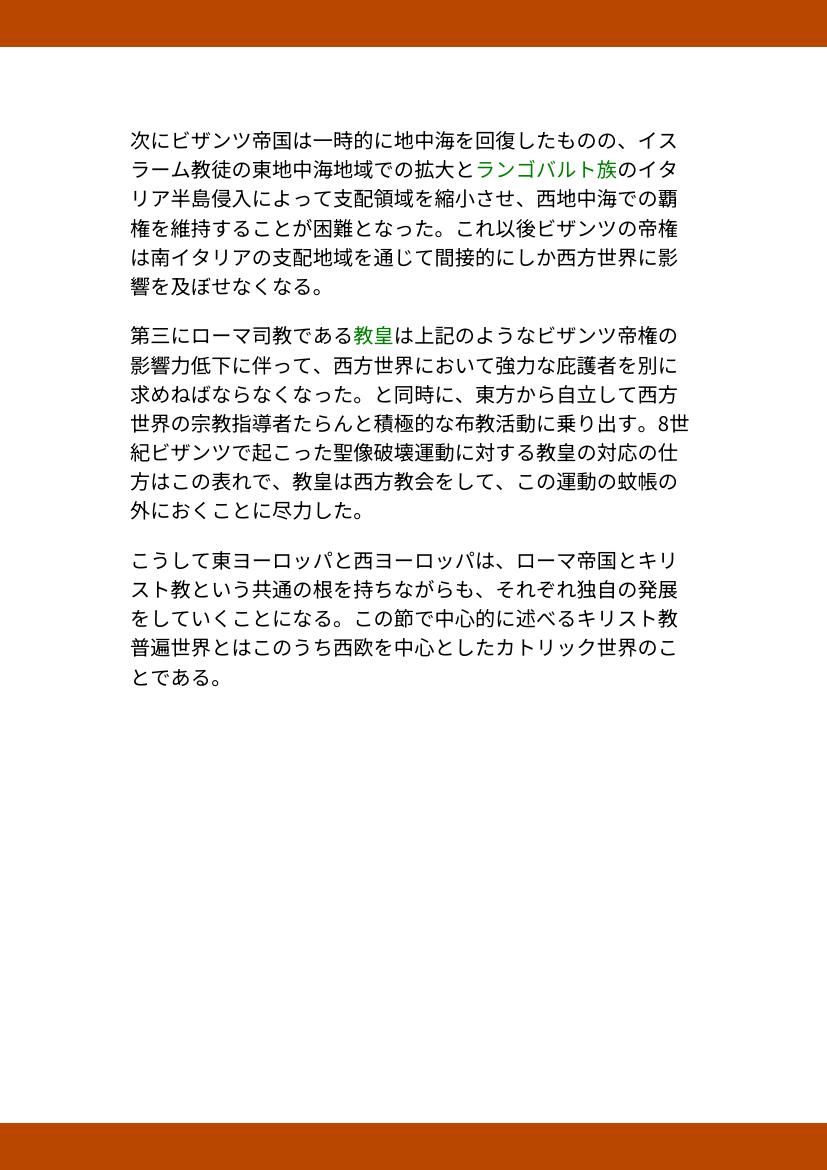 次にビザンツ帝国は一時的に地中海を回復したものの、イス
ラーム教徒の東地中海地域での拡大とランゴバルト族のイタ
リア半島侵入によって支配領域を縮小させ、西地中海での覇
権を維持することが困難となった。これ以後ビザンツの帝権
は南イタリアの支配地域を通じて間接的にしか西方世界に影
響を及ぼせなくなる。
第三にローマ司教である教皇は上記のようなビザンツ帝権の
影響力低下に伴って、西方世界において強力な庇護者を別に
求めねばならなくなった。と同時に、東方から自立して西方
世界の宗教指導者たらんと積極的な布教活動に乗り出す。8世
紀ビザンツで起こった聖像破壊運動に対する教皇の対応の仕
方はこの表れで、教皇は西方教会をして、この運動の蚊帳の
外におくことに尽力した。
こうして東ヨーロッパと西ヨーロッパは、ローマ帝国とキリ
スト教という共通の根を持ちながらも、それぞれ独自の発展
をしていくことになる。この節で中心的に述べるキリスト教
普遍世界とはこのうち西欧を中心としたカトリック世界のこ
とである。